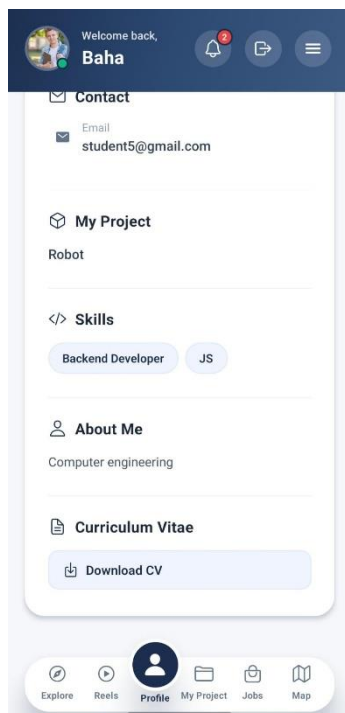 Welcome back,
Baha
2
Contact
Email
student5@gmail.com
My Project
Robot
</> Skills
Backend Developer JS
About Me
Computer engineering
Curriculum Vitae
Download CV
Explore Reels Profile My Project Jobs Map